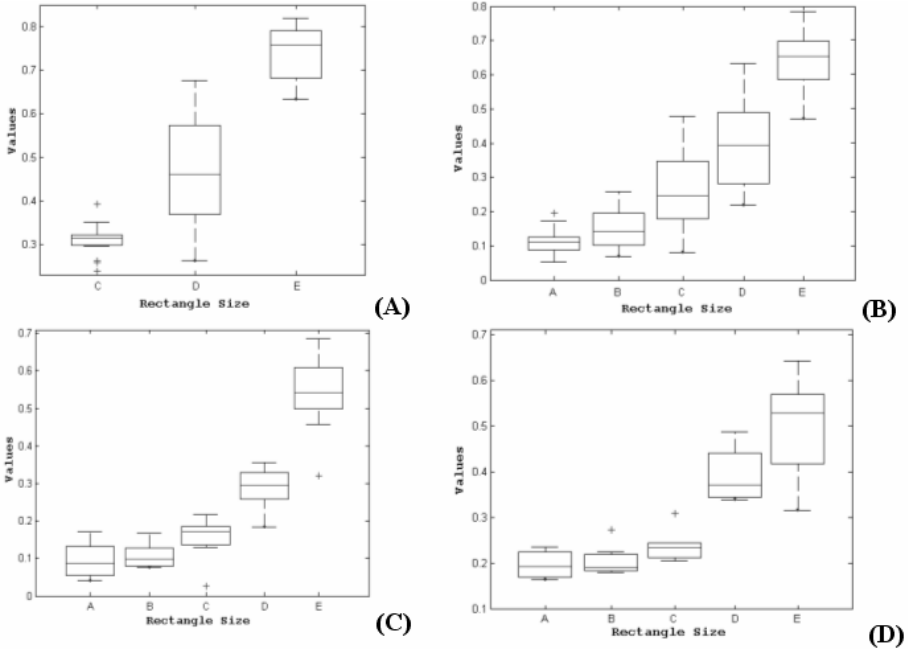 0.8
0.7
0.6
0.5
0.4
0.3
Values
C D E
Rectangle Size
(A)
0.8
0.7
0.6
0.5
0.4
0.3
0.2
0.1
0
Values
A B C D E
Rectangle Size
(B)
0.7
0.6
0.5
0.4
0.3
0.2
0.1
0
Values
A B C D E
Rectangle Size
(C)
0.7
0.6
0.5
0.4
0.3
0.2
0.1
Values
A B C D E
Rectangle Size
(D)